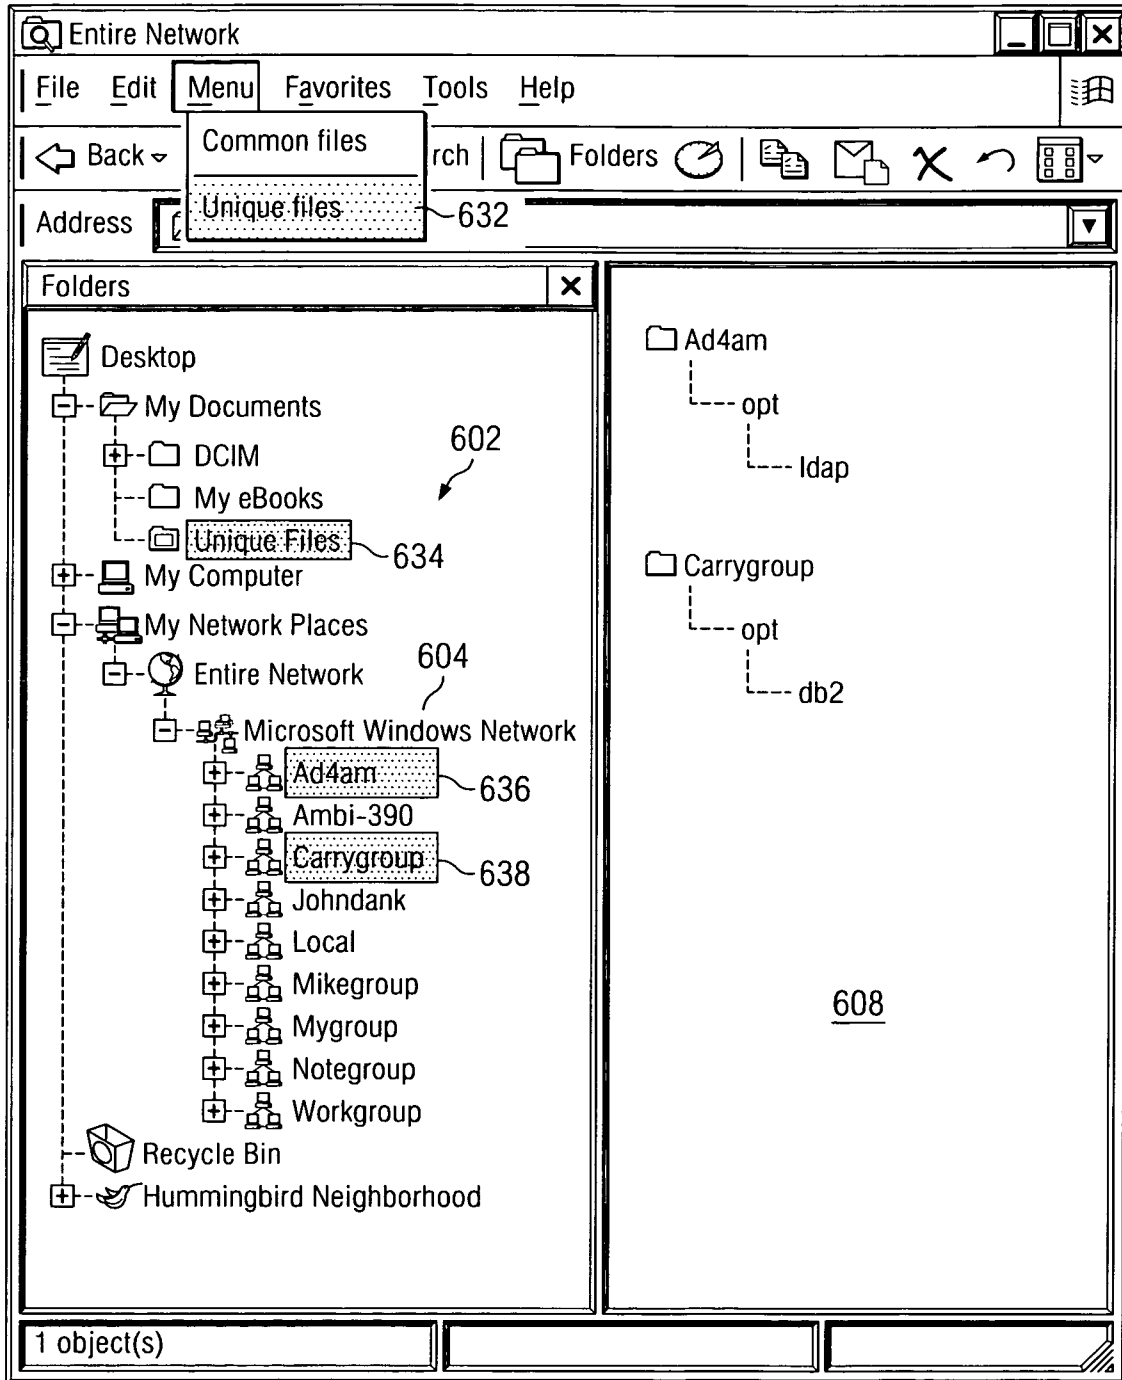 Entire Network
File Edit Menu Favorites Tools Help
Common files
Unique files
632
Back rch Folders
Address
Folders
Desktop
My Documents
DCIM
602
My eBooks
Unique Files
634
My Computer
My Network Places
604
Entire Network
Microsoft Windows Network
Ad4am
636
Ambi-390
Carrygroup
638
Johndank
Local
Mikegroup
Mygroup
Notegroup
Workgroup
Recycle Bin
Hummingbird Neighborhood
Ad4am
opt
ldap
Carrygroup
opt
db2
608
1 object(s)